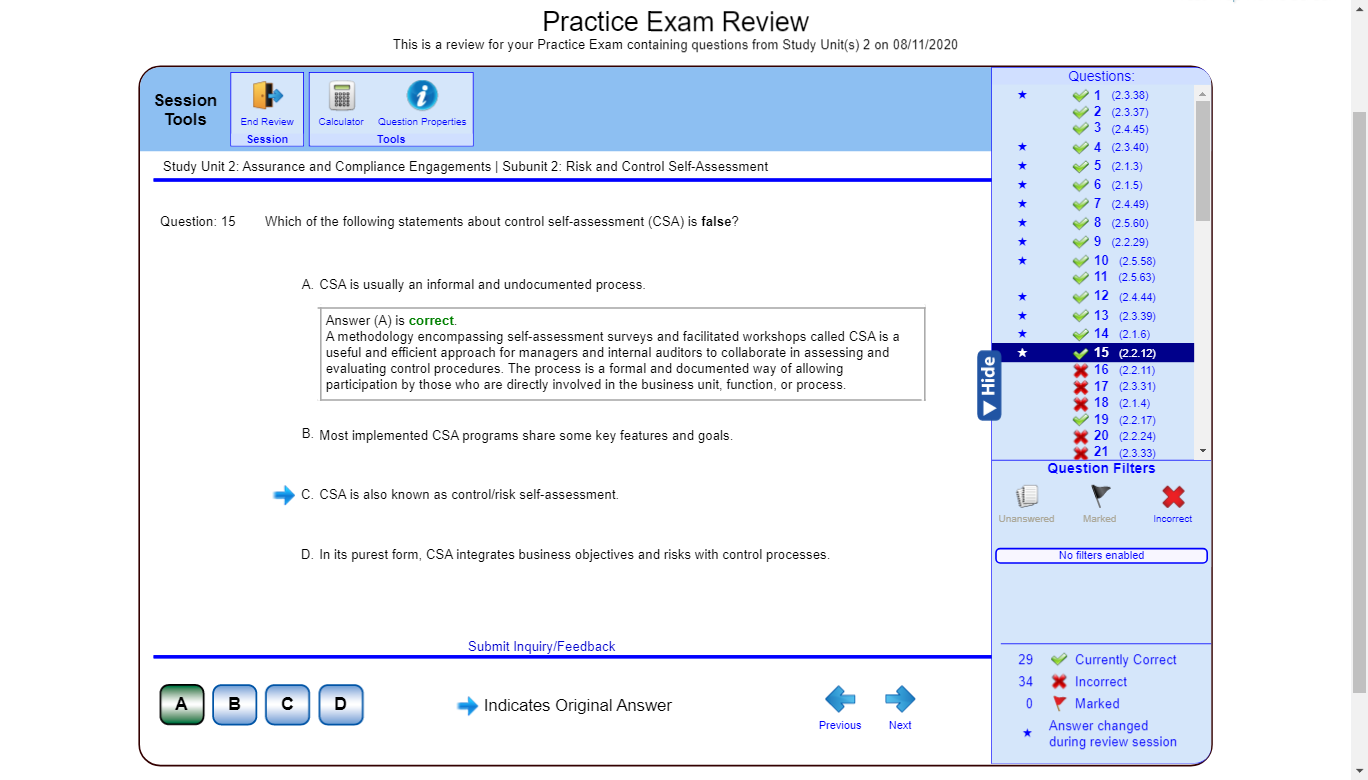 Practice Exam Review
This is a review for your Practice Exam containing questions from Study Unit(s) 2 on 08/11/2020
Session
Tools
End Review
Session
Calculator
Question Properties
Tools
Study Unit 2: Assurance and Compliance Engagements | Subunit 2: Risk and Control Self-Assessment
Question: 15 Which of the following statements about control self-assessment (CSA) is false?
A. CSA is usually an informal and undocumented process.
Answer (A) is correct.
A methodology encompassing self-assessment surveys and facilitated workshops called CSA is a
useful and efficient approach for managers and internal auditors to collaborate in assessing and
evaluating control procedures. The process is a formal and documented way of allowing
participation by those who are directly involved in the business unit, function, or process.
B. Most implemented CSA programs share some key features and goals.
C. CSA is also known as control/risk self-assessment.
D. In its purest form, CSA integrates business objectives and risks with control processes.
Submit Inquiry/Feedback
A B C D
Indicates Original Answer
Previous
Next
Hide
Questions:
1 (2.3.38)
2 (2.3.37)
3 (2.4.45)
4 (2.3.40)
5 (2.1.3)
6 (2.1.5)
7 (2.4.49)
8 (2.5.60)
9 (2.2.29)
10 (2.5.58)
11 (2.5.63)
12 (2.4.44)
13 (2.3.39)
14 (2.1.6)
15 (2.2.12)
16 (2.2.11)
17 (2.3.31)
18 (2.1.4)
19 (2.2.17)
20 (2.2.24)
21 (2.3.33)
Question Filters
Unanswered
Marked
Incorrect
No filters enabled
29 Currently Correct
34 Incorrect
0 Marked
Answer changed
during review session